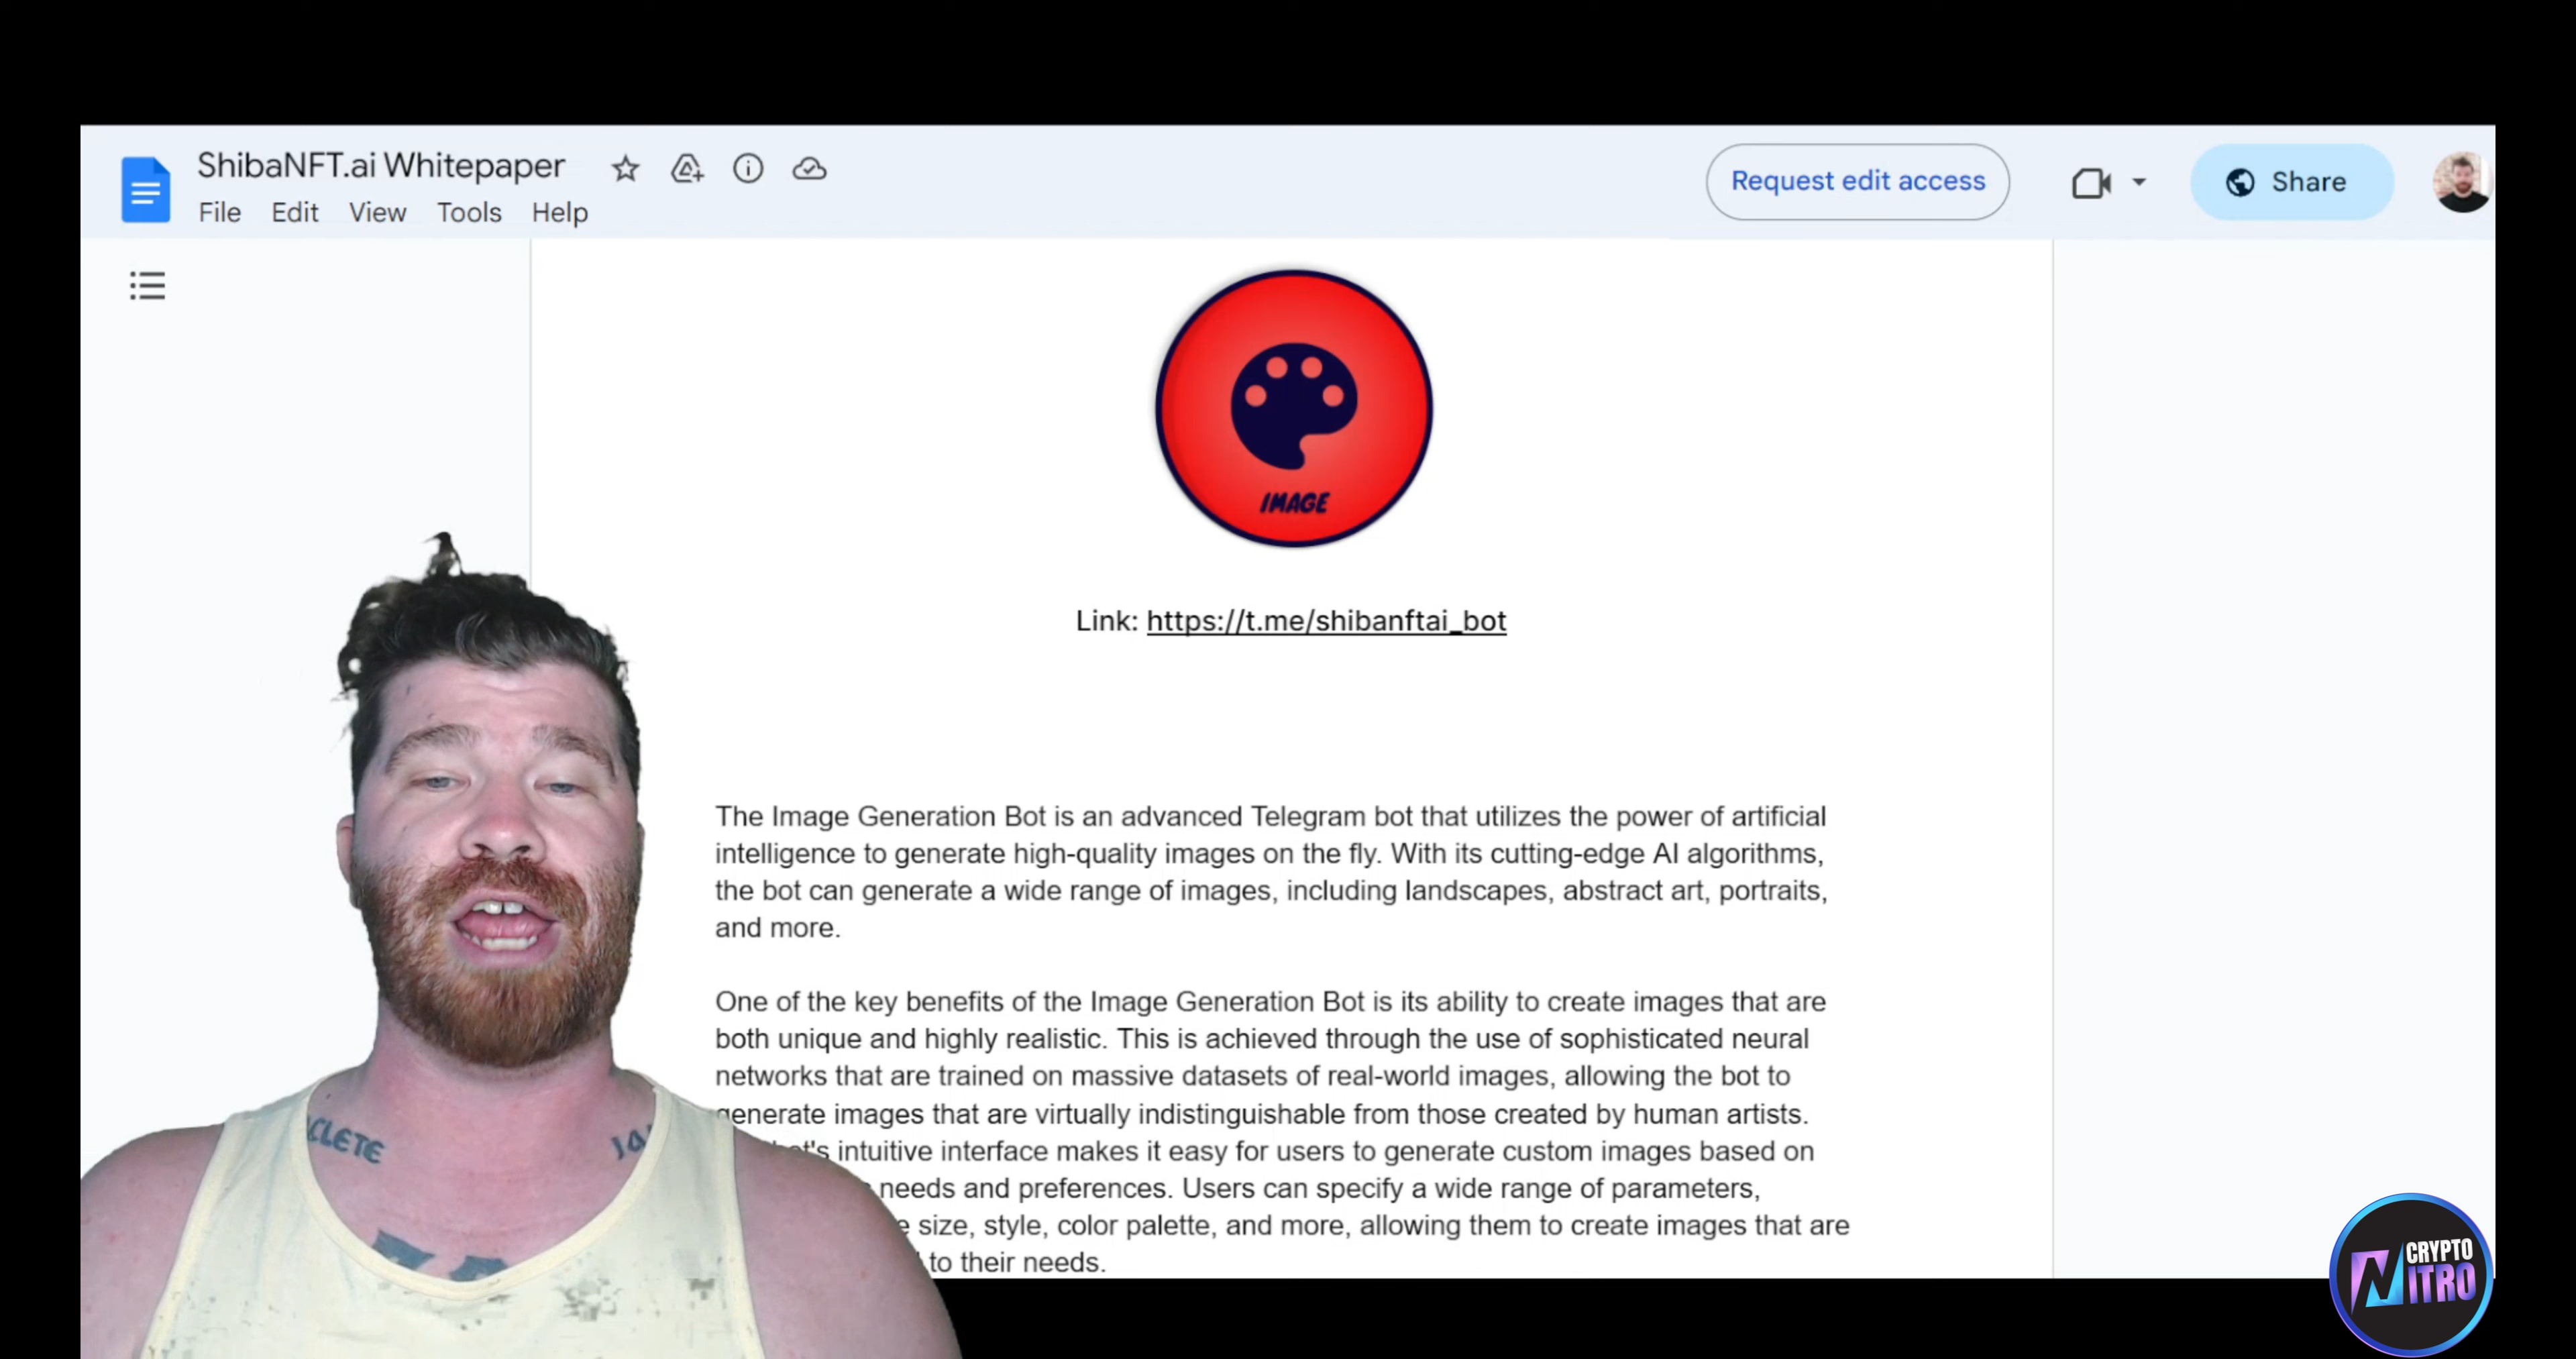 ShibaNFT.ai Whitepaper
File Edit View Tools Help
Request edit access
Share
IMAGE
Link: https://t.me/shibanftai_bot
The Image Generation Bot is an advanced Telegram bot that utilizes the power of artificial
intelligence to generate high-quality images on the fly. With its cutting-edge AI algorithms,
the bot can generate a wide range of images, including landscapes, abstract art, portraits,
and more.
One of the key benefits of the Image Generation Bot is its ability to create images that are
both unique and highly realistic. This is achieved through the use of sophisticated neural
networks that are trained on massive datasets of real-world images, allowing the bot to
generate images that are virtually indistinguishable from those created by human artists.
intuitive interface makes it easy for users to generate custom images based on
needs and preferences. Users can specify a wide range of parameters,
size, style, color palette, and more, allowing them to create images that are
to their needs.
CLETE
JA
CRYPTO
NITRO